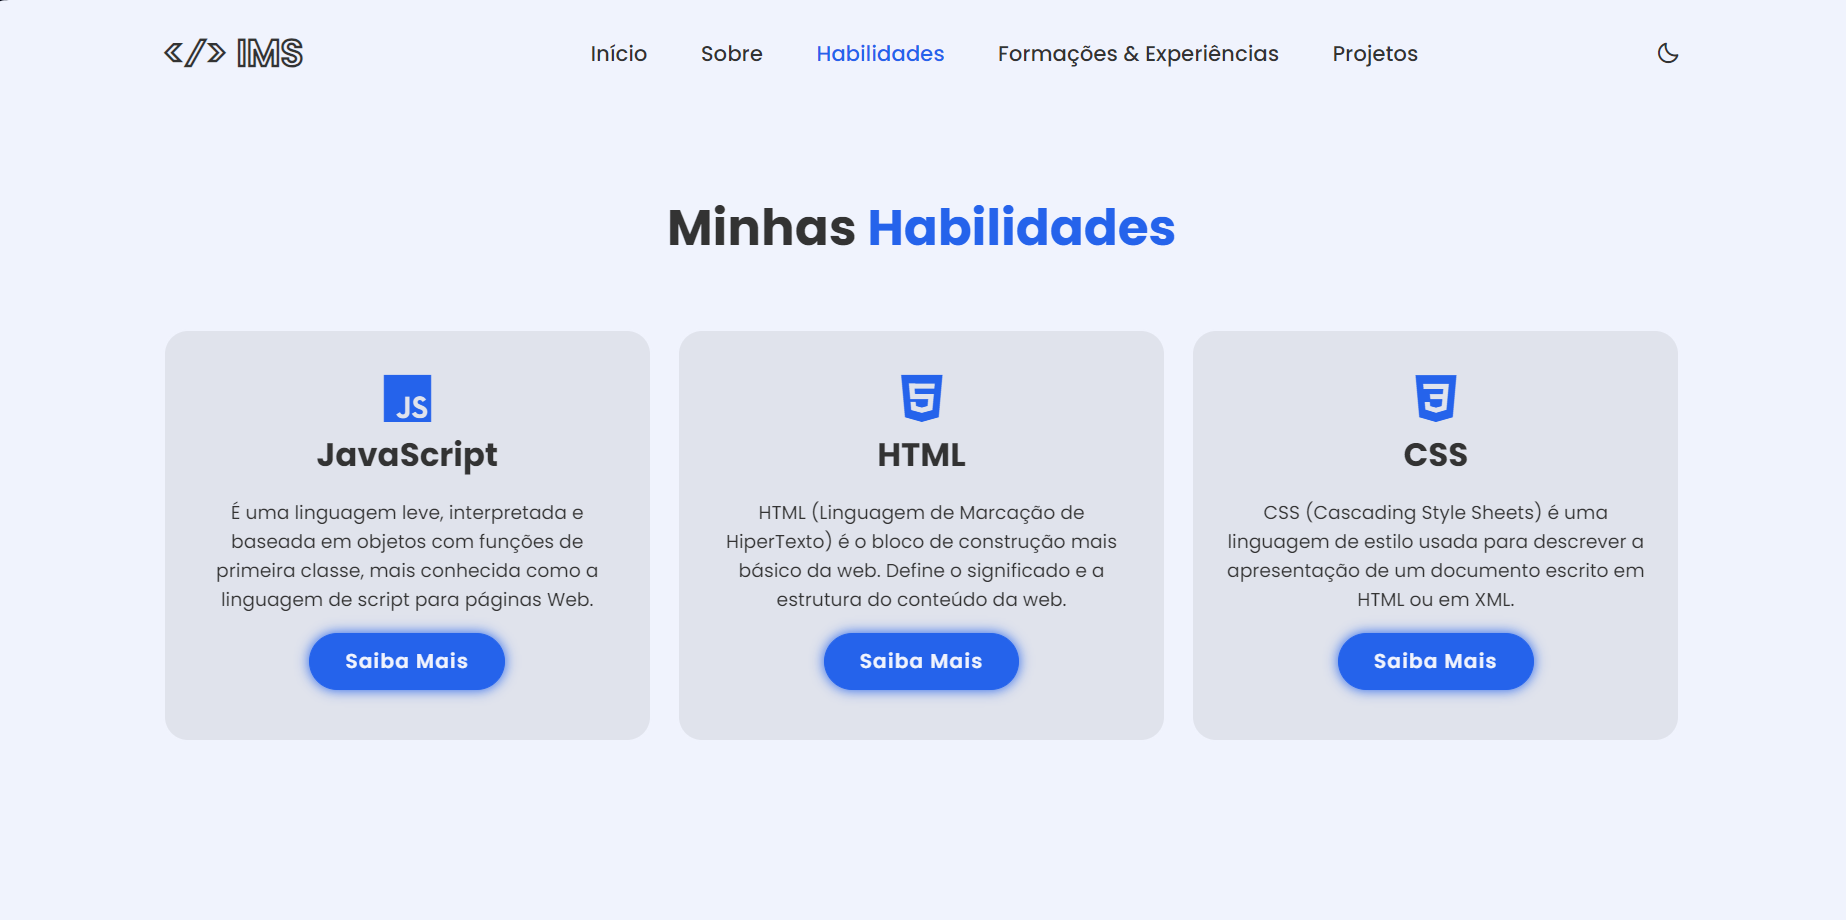 </> IMS
Início Sobre Habilidades Formações & Experiências Projetos
Minhas Habilidades
JS
JavaScript
É uma linguagem leve, interpretada e
baseada em objetos com funções de
primeira classe, mais conhecida como a
linguagem de script para páginas Web.
Saiba Mais
5
HTML
HTML (Linguagem de Marcação de
HiperTexto) é o bloco de construção mais
básico da web. Define o significado e a
estrutura do conteúdo da web.
Saiba Mais
3
CSS
CSS (Cascading Style Sheets) é uma
linguagem de estilo usada para descrever a
apresentação de um documento escrito em
HTML ou em XML.
Saiba Mais